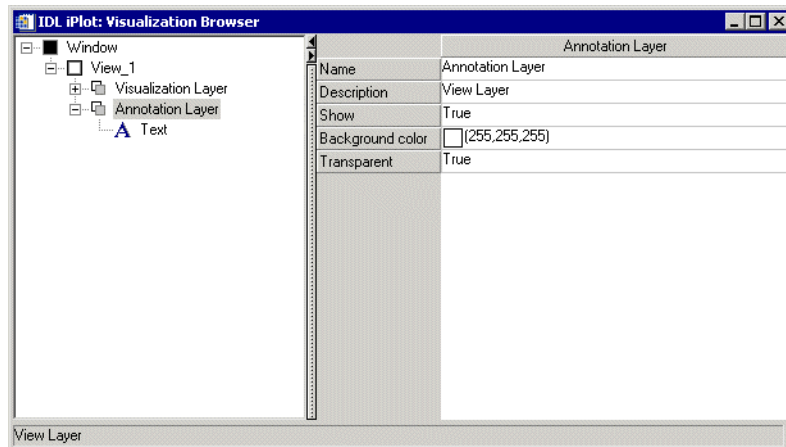 IDL iPlot: Visualization Browser
Window
View_1
Visualization Layer
Annotation Layer
A Text
Annotation Layer
Name Annotation Layer
Description View Layer
Show True
Background color (255,255,255)
Transparent True
View Layer